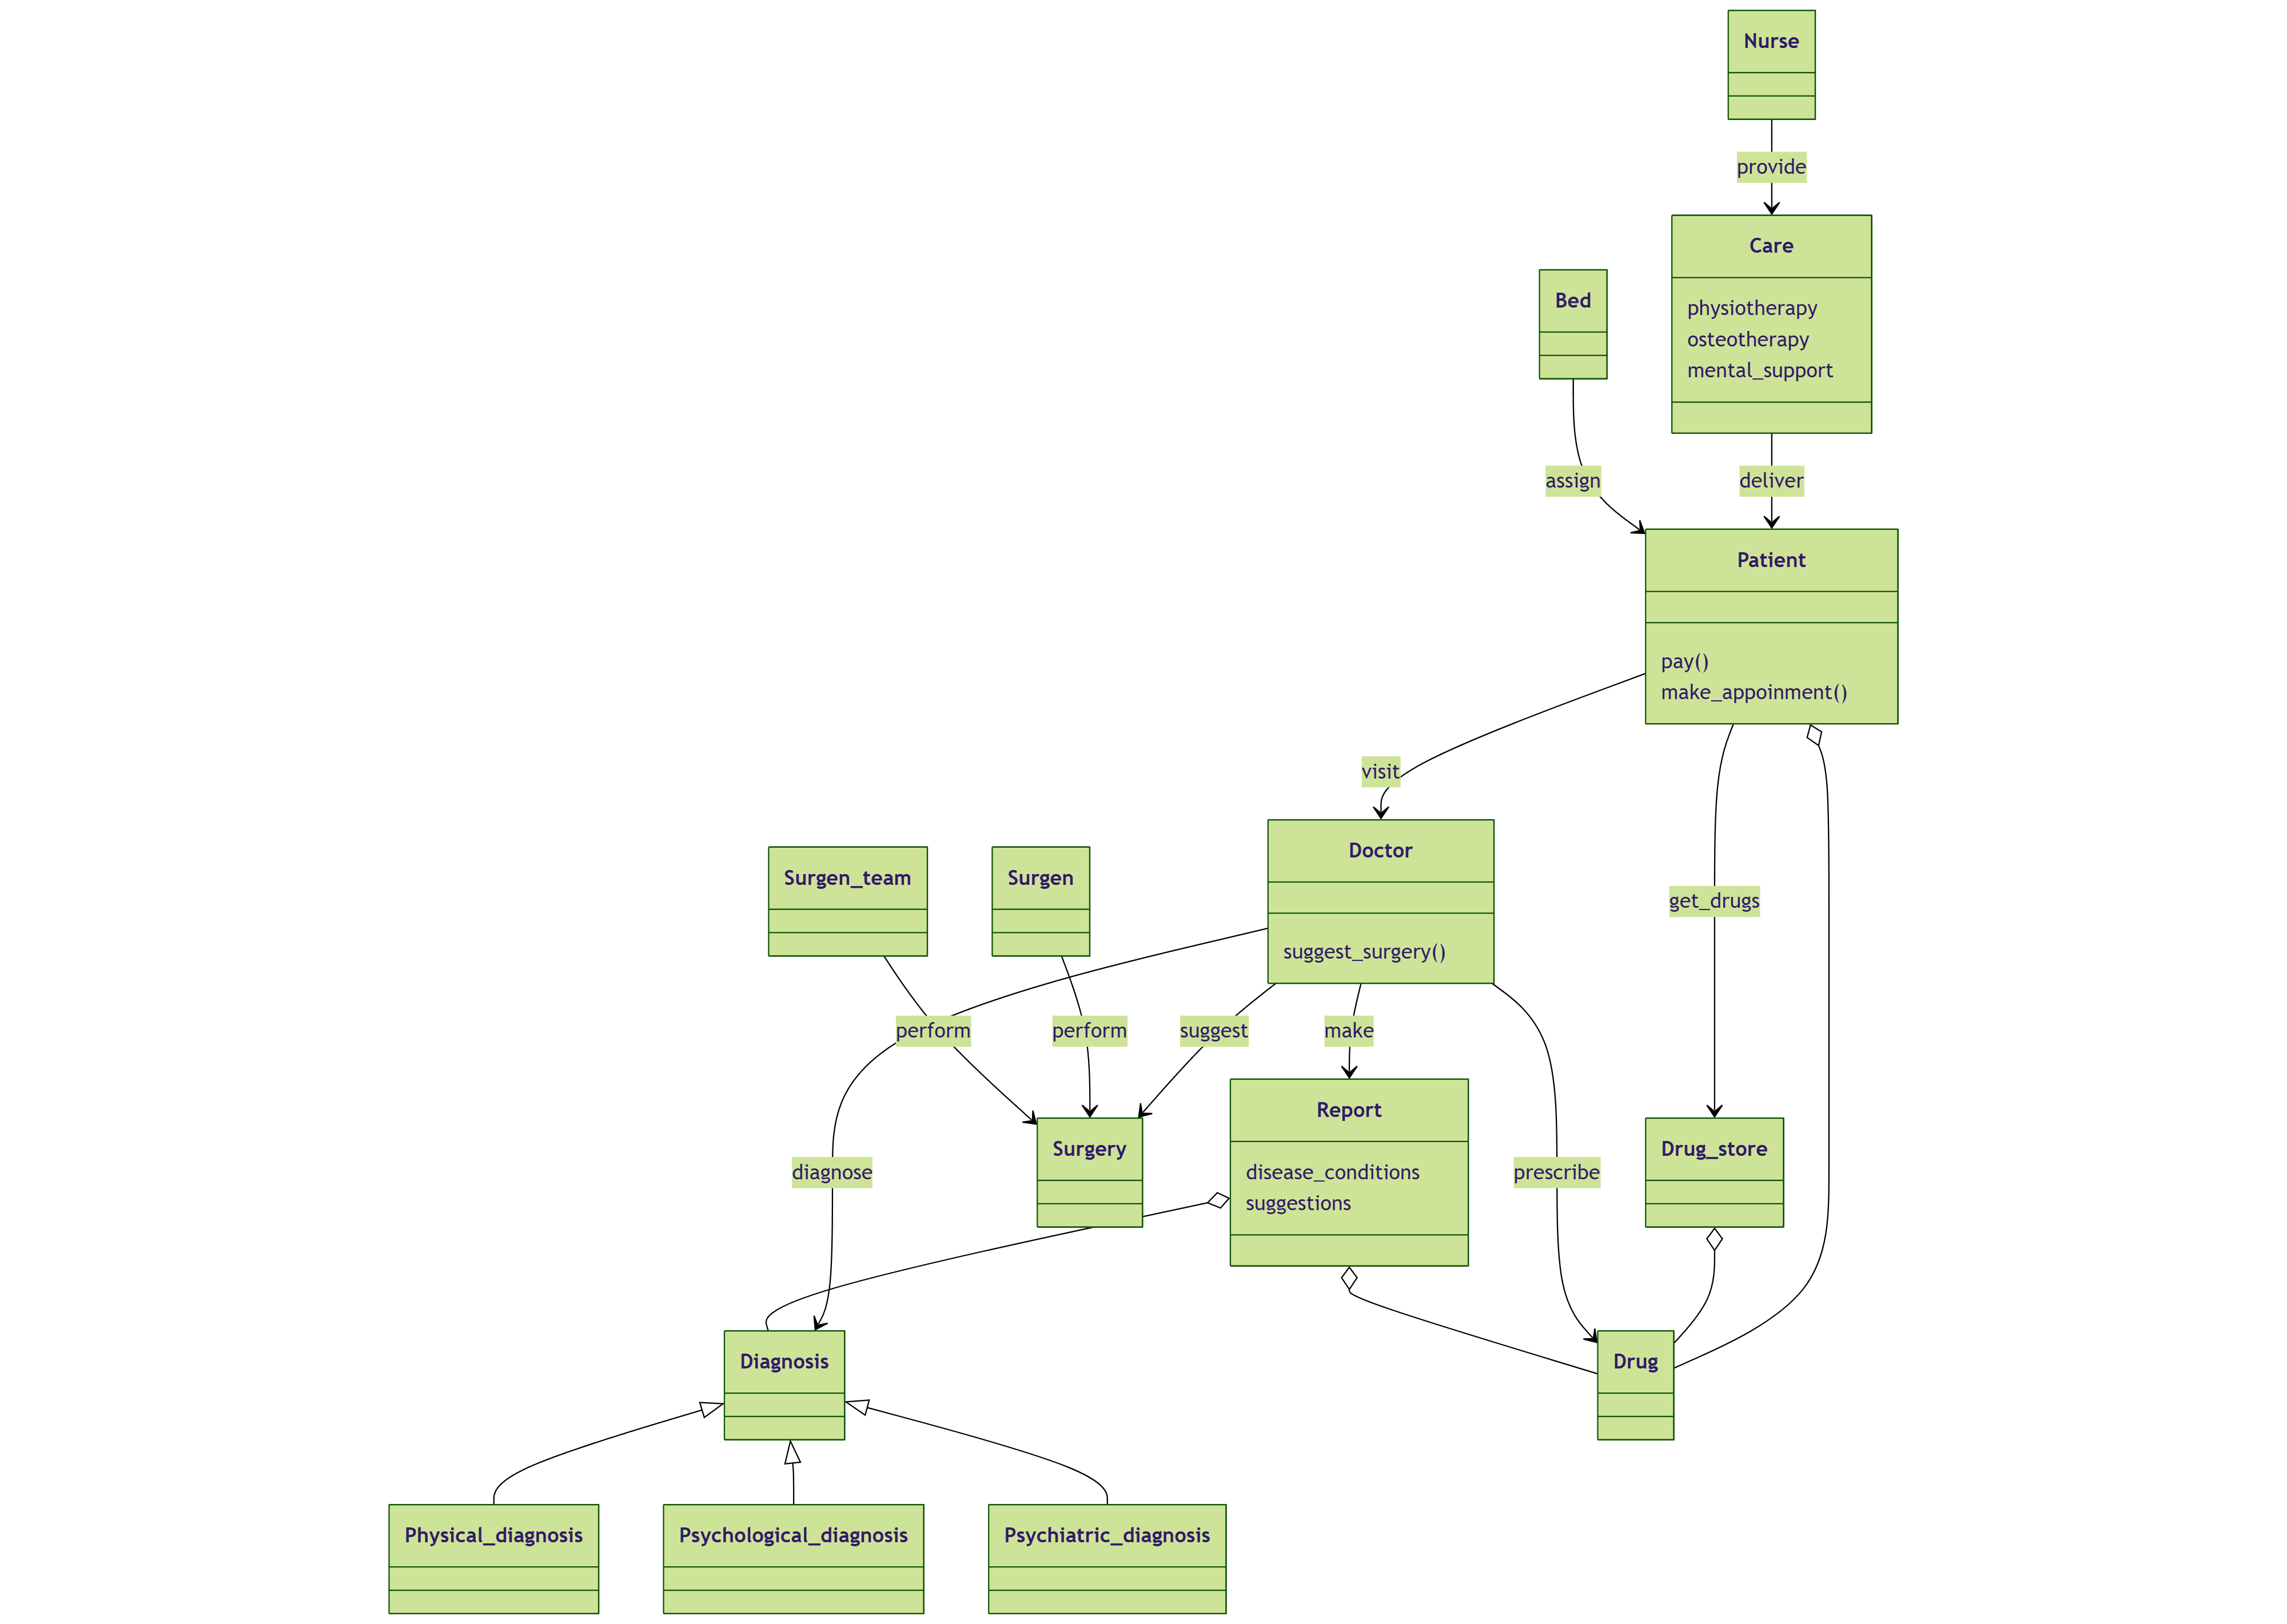 Nurse
provide
Care
physiotherapy
osteotherapy
mental_support
Bed
assign
deliver
Patient
pay()
make_appoinment()
visit
Doctor
suggest_surgery()
Surgen_team
Surgen
get_drugs
perform
perform
suggest
make
Report
disease_conditions
suggestions
Surgery
Drug_store
diagnose
prescribe
Diagnosis
Drug
Physical_diagnosis
Psychological_diagnosis
Psychiatric_diagnosis